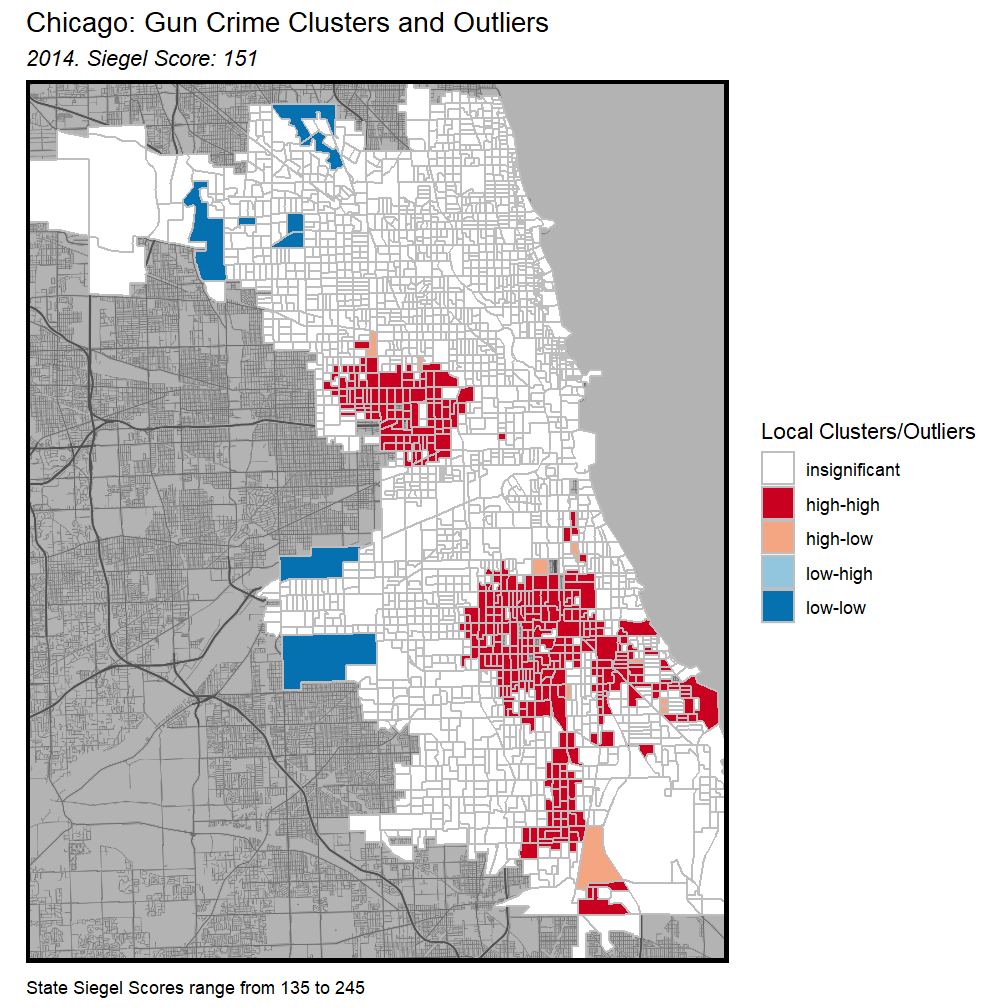 Chicago: Gun Crime Clusters and Outliers
2014. Siegel Score: 151
Local Clusters/Outliers
insignificant
high-high
high-low
low-high
low-low
State Siegel Scores range from 135 to 245